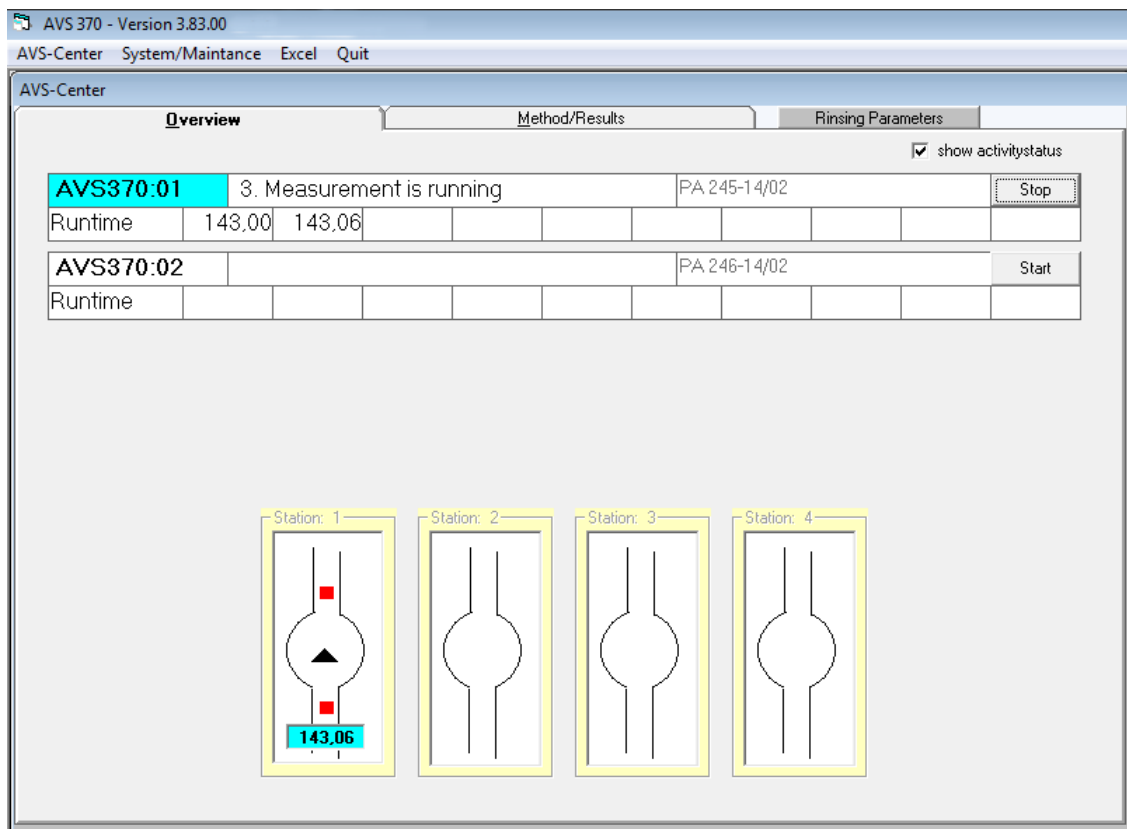 AVS 370 - Version 3.83.00
AVS-Center System/Maintance Excel Quit
AVS-Center
Overview Method/Results Rinsing Parameters
show activitystatus
AVS370:01 3. Measurement is running PA 245-14/02 Stop
Runtime 143,00 143,06
AVS370:02 PA 246-14/02 Start
Runtime
Station: 1 Station: 2 Station: 3 Station: 4
143,06